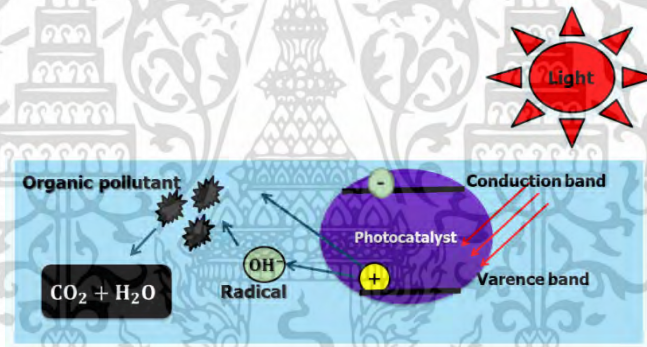 Light
Organic pollutant
-
Conduction band
Photocatalyst
OH⁻
+
Varence band
Radical
CO₂ + H₂O